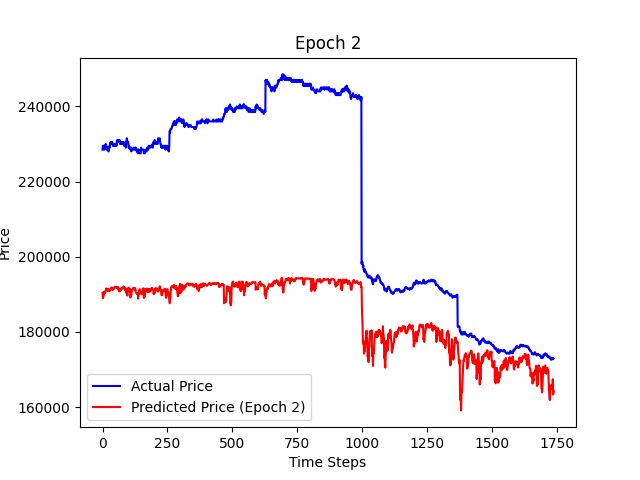 Epoch 2
Price
240000
220000
200000
180000
160000
Actual Price
Predicted Price (Epoch 2)
0 250 500 750 1000 1250 1500 1750
Time Steps